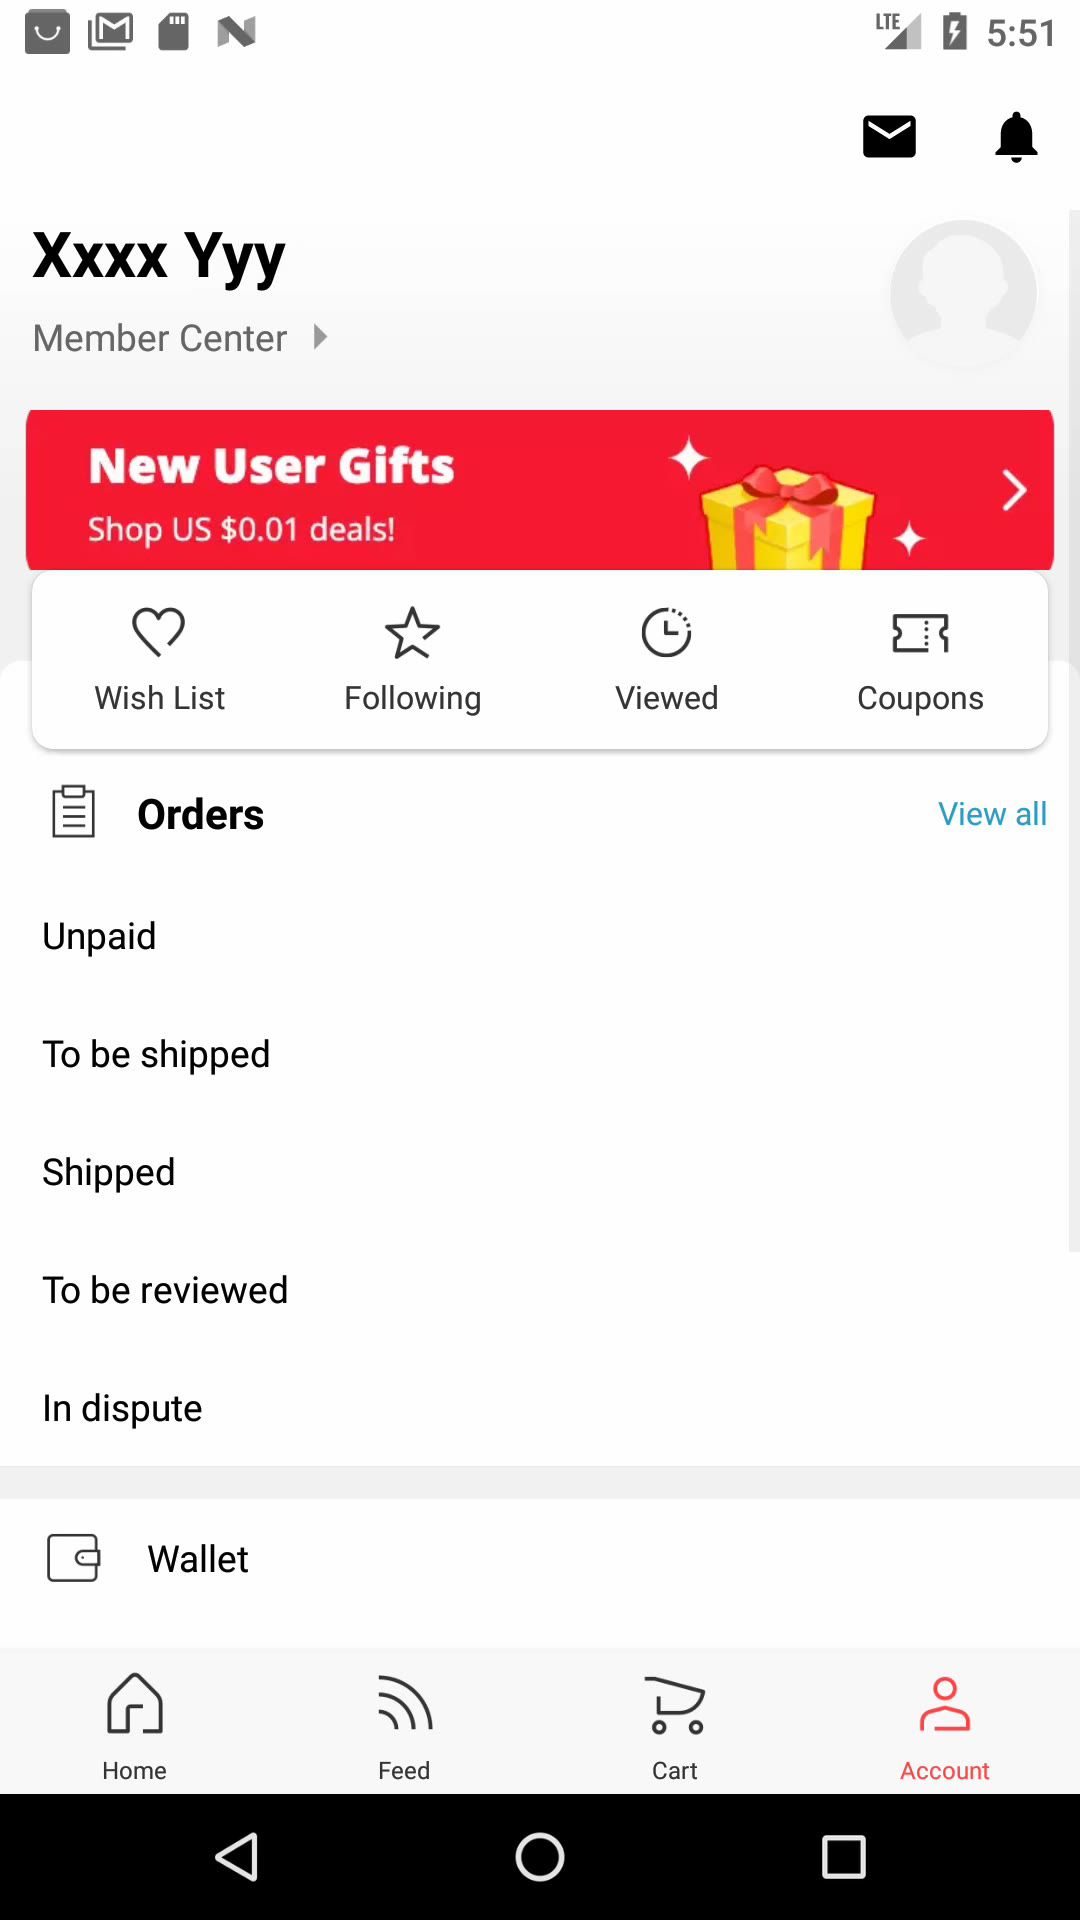 LTE 5:51
Xxxx Yyy
Member Center
New User Gifts
Shop US $0.01 deals!
Wish List Following Viewed Coupons
Orders View all
Unpaid
To be shipped
Shipped
To be reviewed
In dispute
Wallet
Home Feed Cart Account